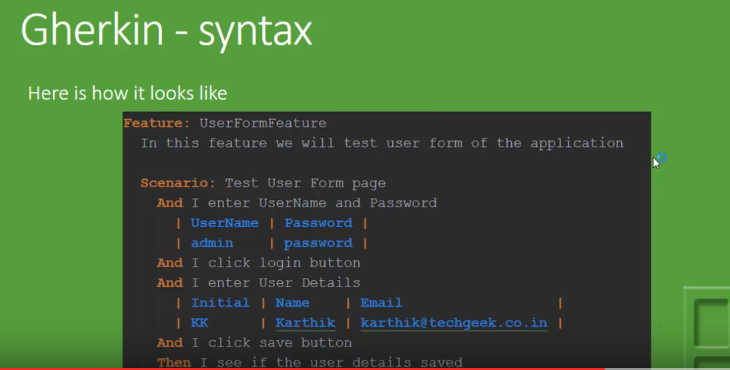 Gherkin - syntax
Here is how it looks like
Feature: UserFormFeature
In this feature we will test user form of the application
Scenario: Test User Form page
And I enter UserName and Password
| UserName | Password |
| admin | password |
And I click login button
And I enter User Details
| Initial | Name | Email |
| KK | Karthik | karthik@techgeek.co.in |
And I click save button
Then I see if the user details saved